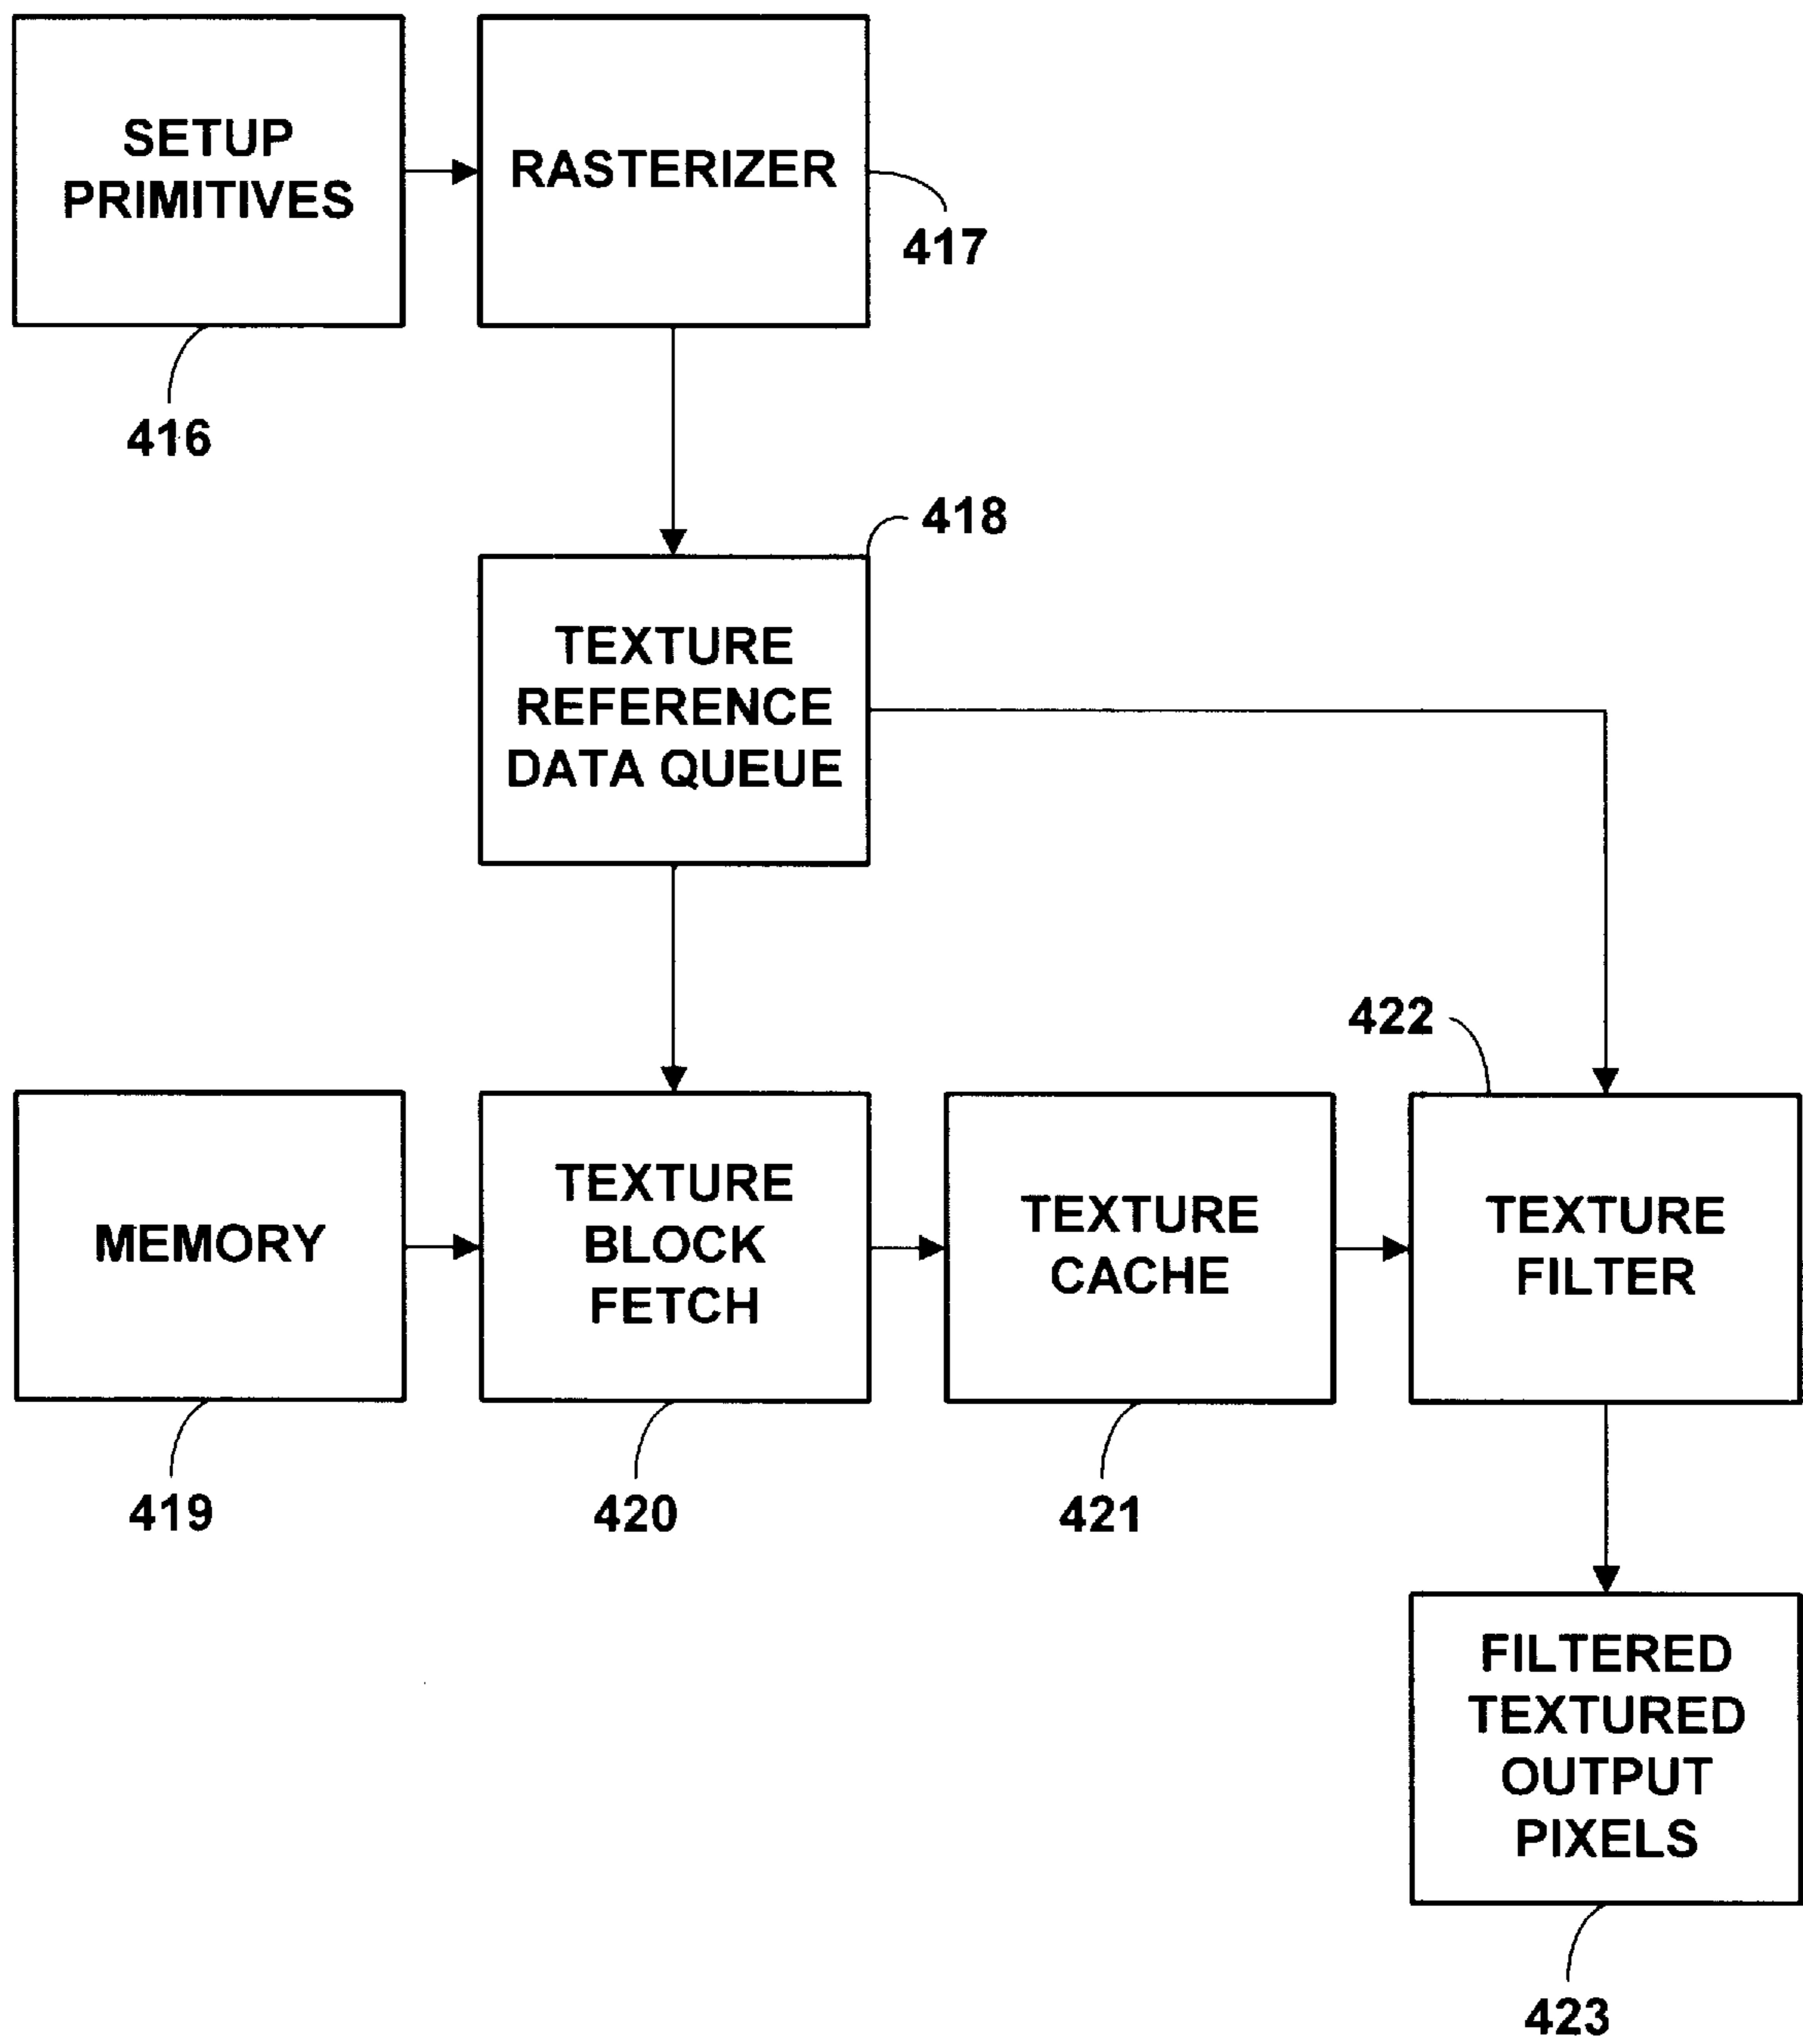 SETUP
PRIMITIVES
416
RASTERIZER
417
418
TEXTURE
REFERENCE
DATA QUEUE
MEMORY
419
TEXTURE
BLOCK
FETCH
420
TEXTURE
CACHE
421
422
TEXTURE
FILTER
FILTERED
TEXTURED
OUTPUT
PIXELS
423